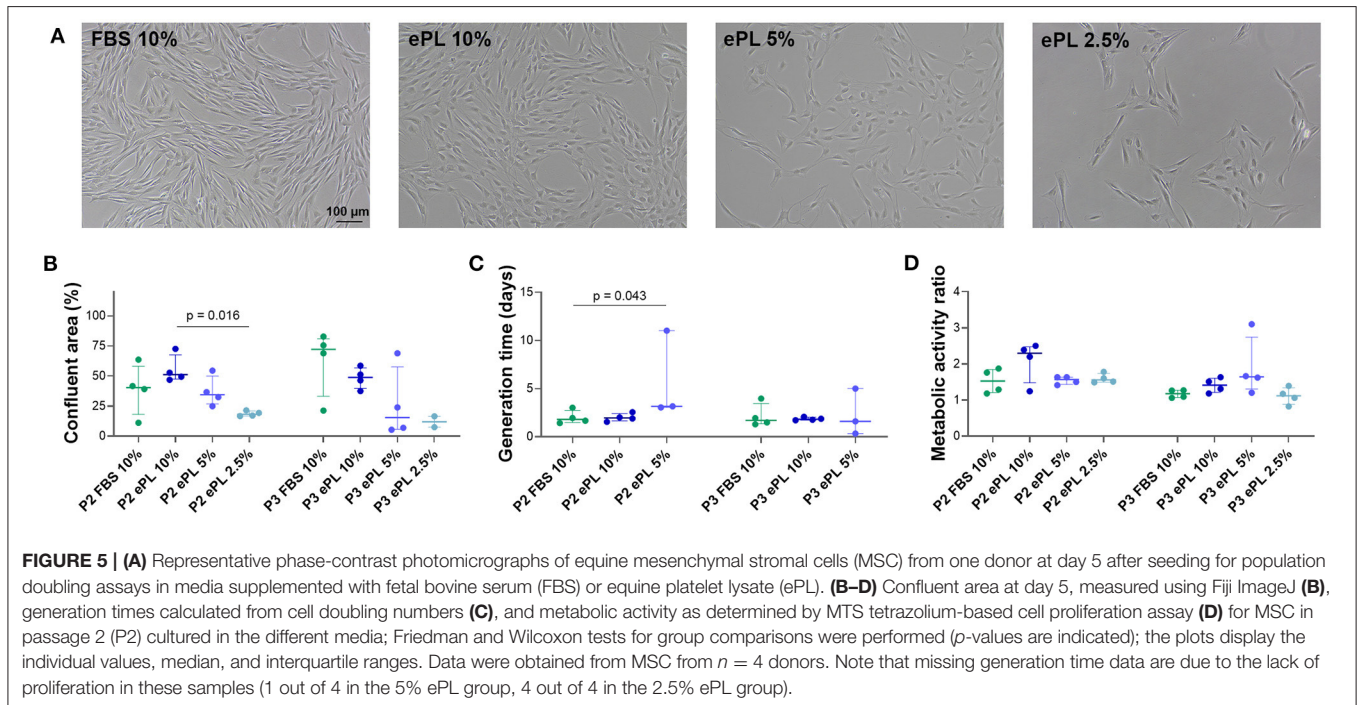 A
FBS 10%
ePL 10%
ePL 5%
ePL 2.5%
100 µm
B
Confluent area (%)
100
75
50
25
0
p = 0.016
P2 FBS 10%
P2 ePL 10%
P2 ePL 5%
P2 ePL 2.5%
P3 FBS 10%
P3 ePL 10%
P3 ePL 5%
P3 ePL 2.5%
C
Generation time (days)
15
10
5
0
p = 0.043
P2 FBS 10%
P2 ePL 10%
P2 ePL 5%
P3 FBS 10%
P3 ePL 10%
P3 ePL 5%
D
Metabolic activity ratio
4
3
2
1
0
P2 FBS 10%
P2 ePL 10%
P2 ePL 5%
P2 ePL 2.5%
P3 FBS 10%
P3 ePL 10%
P3 ePL 5%
P3 ePL 2.5%
FIGURE 5 | (A) Representative phase-contrast photomicrographs of equine mesenchymal stromal cells (MSC) from one donor at day 5 after seeding for population
doubling assays in media supplemented with fetal bovine serum (FBS) or equine platelet lysate (ePL). (B–D) Confluent area at day 5, measured using Fiji ImageJ (B),
generation times calculated from cell doubling numbers (C), and metabolic activity as determined by MTS tetrazolium-based cell proliferation assay (D) for MSC in
passage 2 (P2) cultured in the different media; Friedman and Wilcoxon tests for group comparisons were performed (p-values are indicated); the plots display the
individual values, median, and interquartile ranges. Data were obtained from MSC from n = 4 donors. Note that missing generation time data are due to the lack of
proliferation in these samples (1 out of 4 in the 5% ePL group, 4 out of 4 in the 2.5% ePL group).